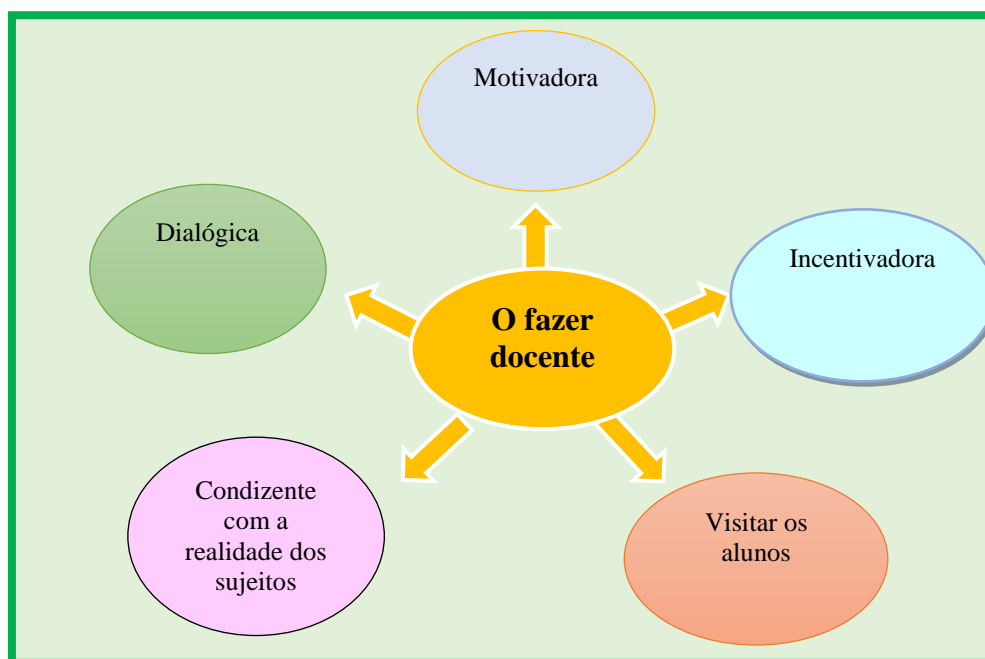 Motivadora
Dialógica
Incentivadora
O fazer
docente
Condizente
com a
realidade dos
sujeitos
Visitar os
alunos